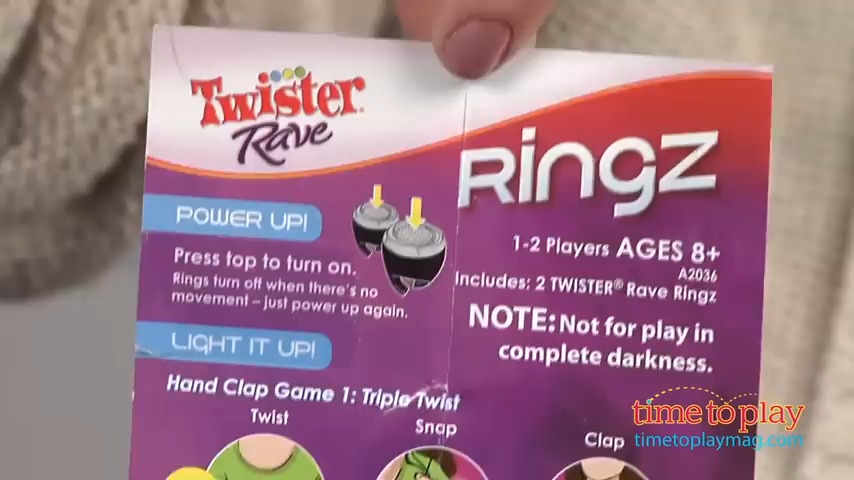 Twister
Rave
Ringz
POWER UP!
Press top to turn on.
Rings turn off when there's no
movement – just power up again.
1-2 Players AGES 8+
A2036
Includes: 2 TWISTER® Rave Ringz
NOTE: Not for play in
complete darkness.
LIGHT IT UP!
Hand Clap Game 1: Triple Twist
Twist
Snap
Clap
time to play
timetoplaymag.com